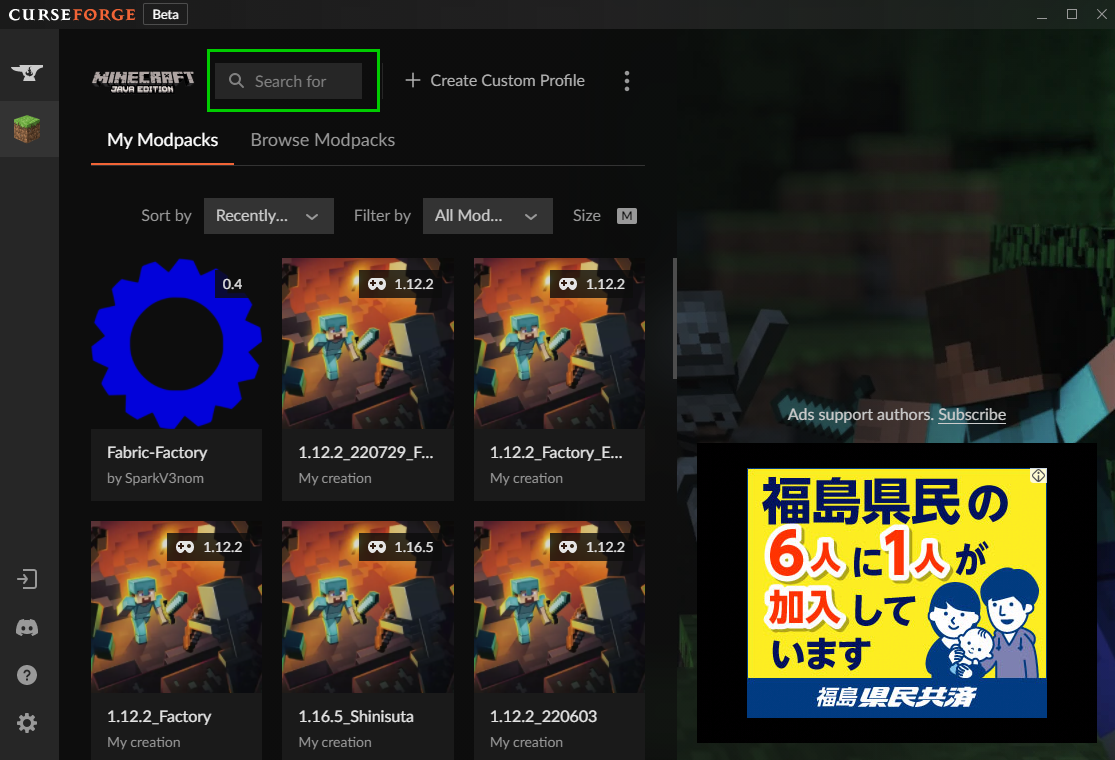 CURSEFORGE Beta
MINECRAFT
JAVA EDITION
Search for
Create Custom Profile
My Modpacks
Browse Modpacks
Sort by
Recently...
Filter by
All Mod...
Size
M
0.4
1.12.2
1.12.2
Fabric-Factory
by SparkV3nom
1.12.2_220729_F...
My creation
1.12.2_Factory_E...
My creation
1.12.2
1.16.5
1.12.2
1.12.2_Factory
My creation
1.16.5_Shinisuta
My creation
1.12.2_220603
My creation
Ads support authors. Subscribe
福島県民の
6人に1人が
加入して
います
福島 県民共済